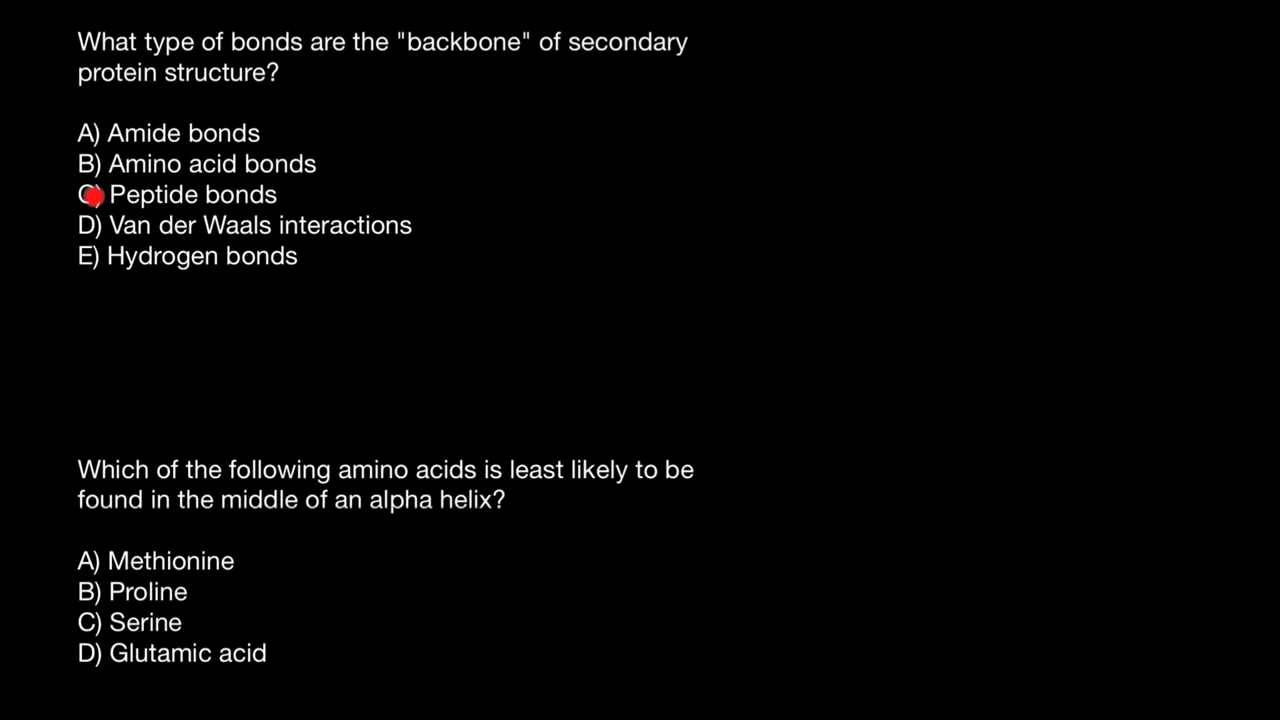 What type of bonds are the "backbone" of secondary
protein structure?
A) Amide bonds
B) Amino acid bonds
C) Peptide bonds
D) Van der Waals interactions
E) Hydrogen bonds
Which of the following amino acids is least likely to be
found in the middle of an alpha helix?
A) Methionine
B) Proline
C) Serine
D) Glutamic acid